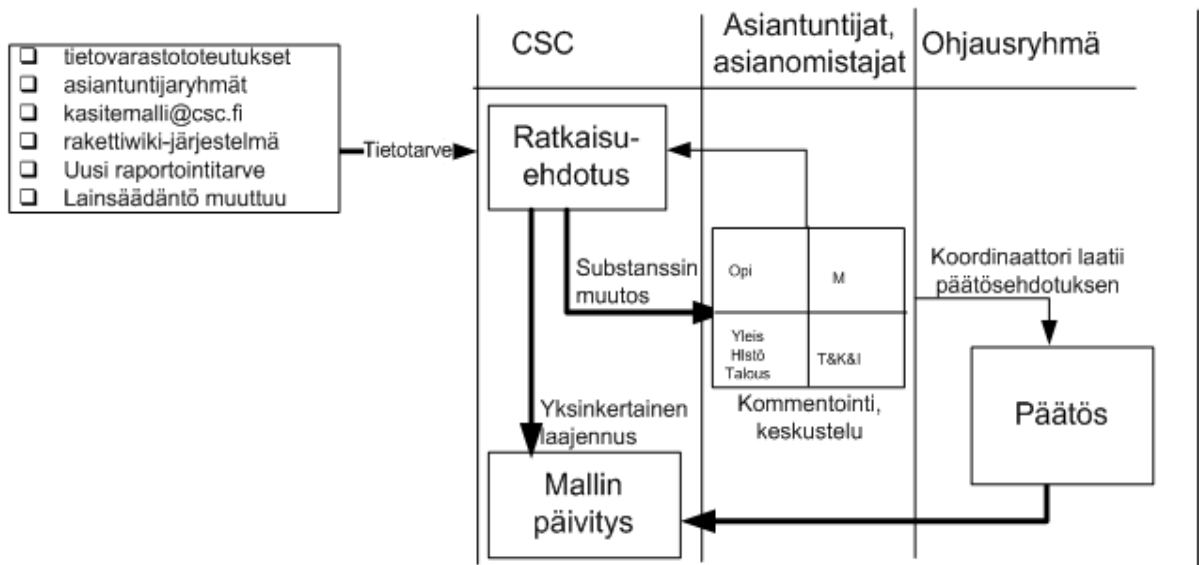 CSC
Asiantuntijat,
asianomistajat
Ohjausryhmä
❑ tietovarastototeutukset
❑ asiantuntijaryhmät
❑ kasitemalli@csc.fi
❑ rakettiwiki-järjestelmä
❑ Uusi raportointitarve
❑ Lainsäädäntö muuttuu
Tietotarve
Ratkaisu-
ehdotus
Substanssin
muutos
Opi
M
Yleis
HIstö
Talous
T&K&I
Kommentointi,
keskustelu
Koordinaattori laatii
päätösehdotuksen
Päätös
Yksinkertainen
laajennus
Mallin
päivitys